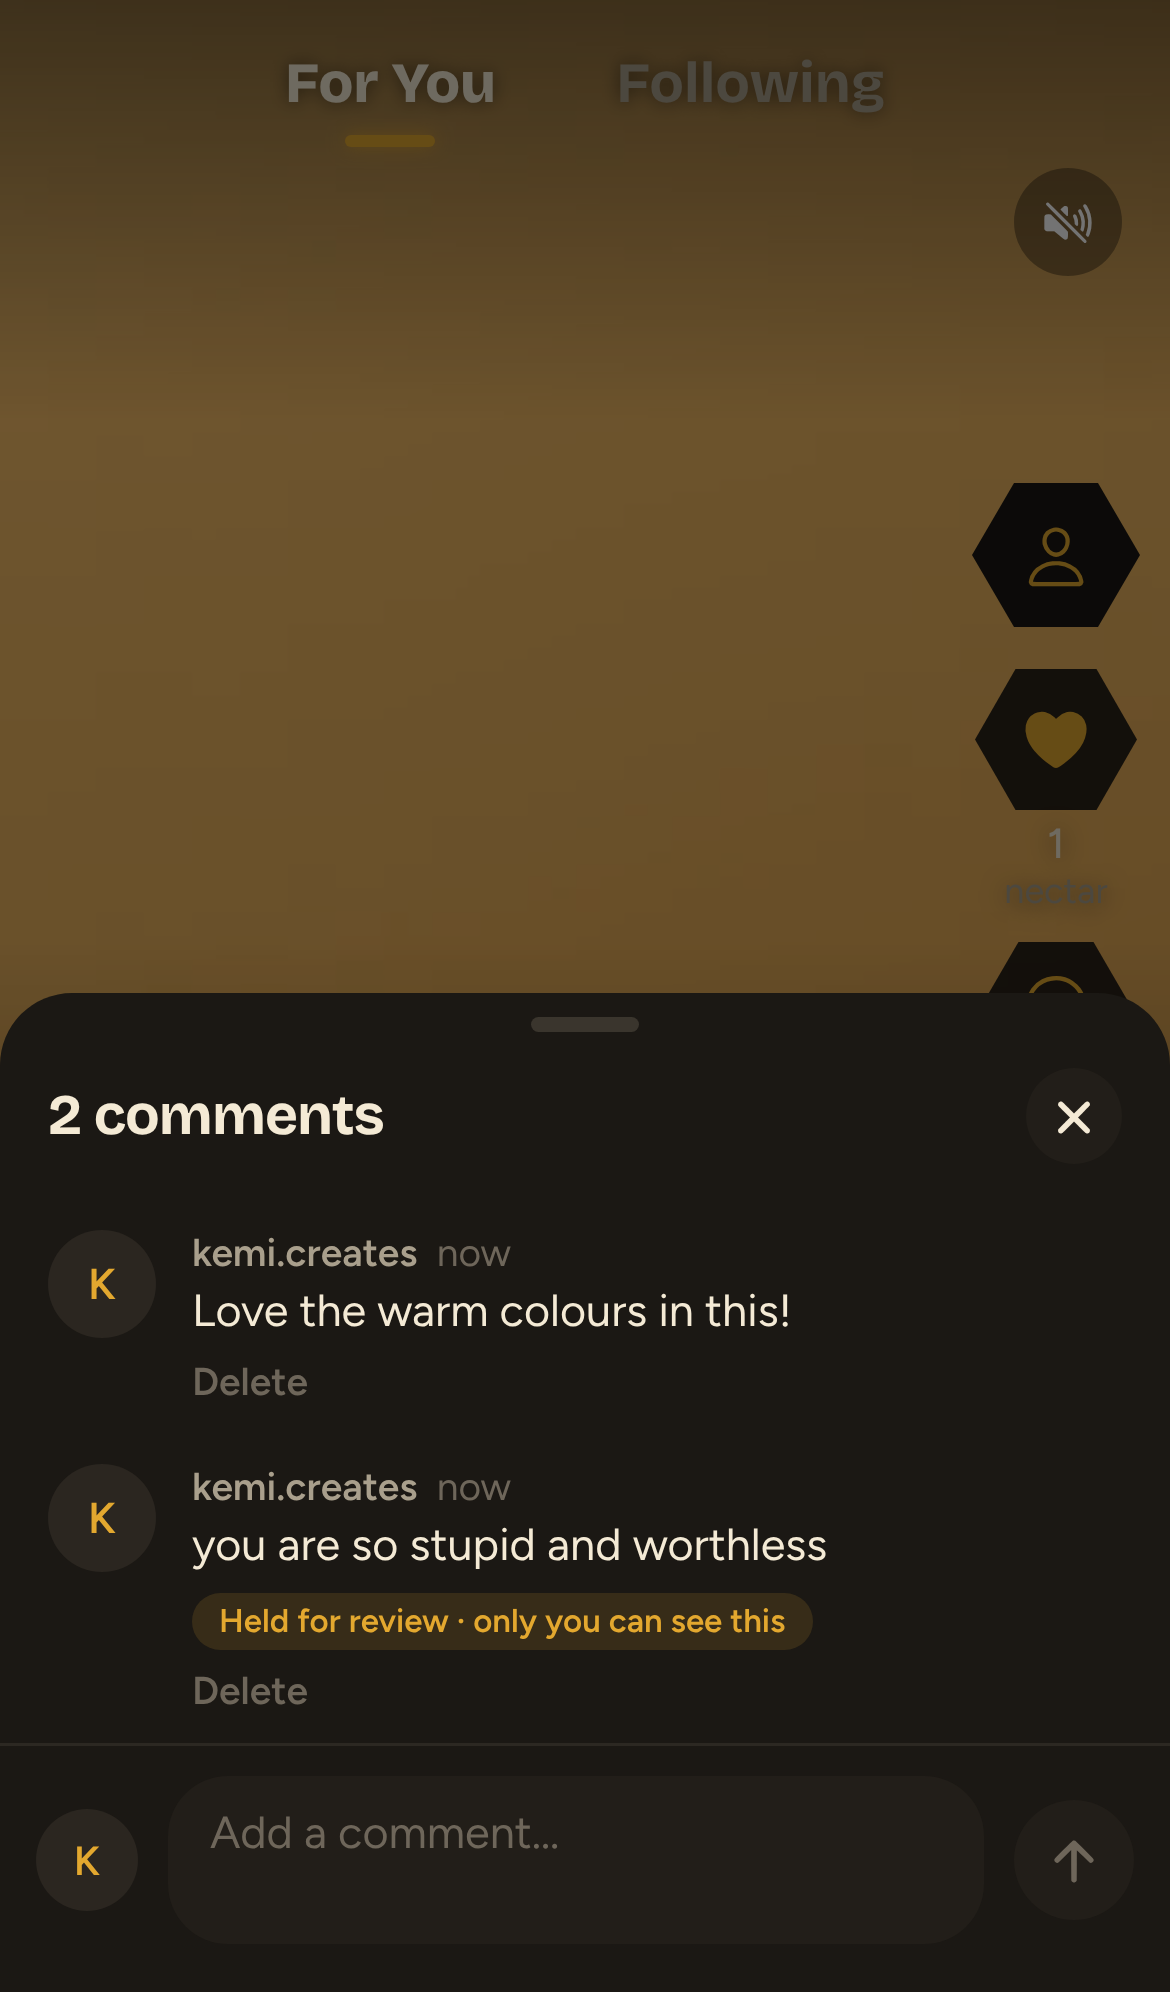 For You Following
1
nectar
2 comments
K
kemi.creates now
Love the warm colours in this!
Delete
K
kemi.creates now
you are so stupid and worthless
Held for review · only you can see this
Delete
K
Add a comment...